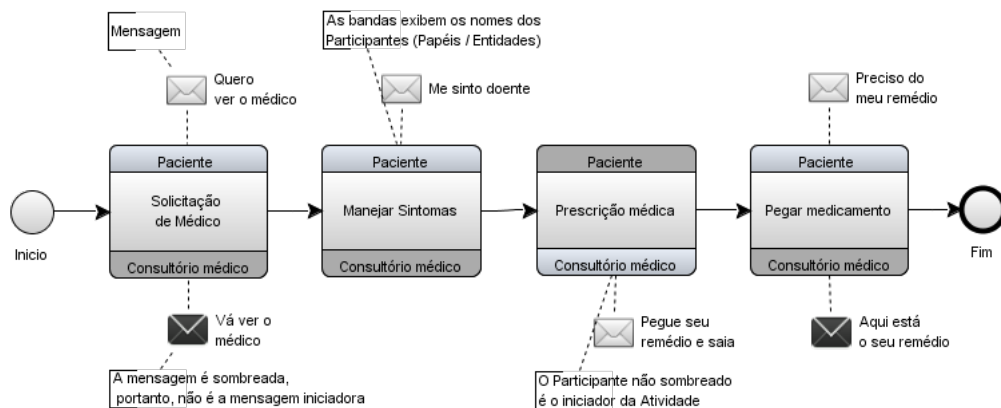 Mensagem
As bandas exibem os nomes dos
Participantes (Papéis / Entidades)
Quero
ver o médico
Me sinto doente
Preciso do
meu remédio
Paciente
Paciente
Paciente
Paciente
Solicitação
de Médico
Manejar Sintomas
Prescrição médica
Pegar medicamento
Inicio
Fim
Consultório médico
Consultório médico
Consultório médico
Consultório médico
Vá ver o
médico
Pegue seu
remédio e saia
Aqui está
o seu remédio
A mensagem é sombreada,
portanto, não é a mensagem iniciadora
O Participante não sombreado
é o iniciador da Atividade